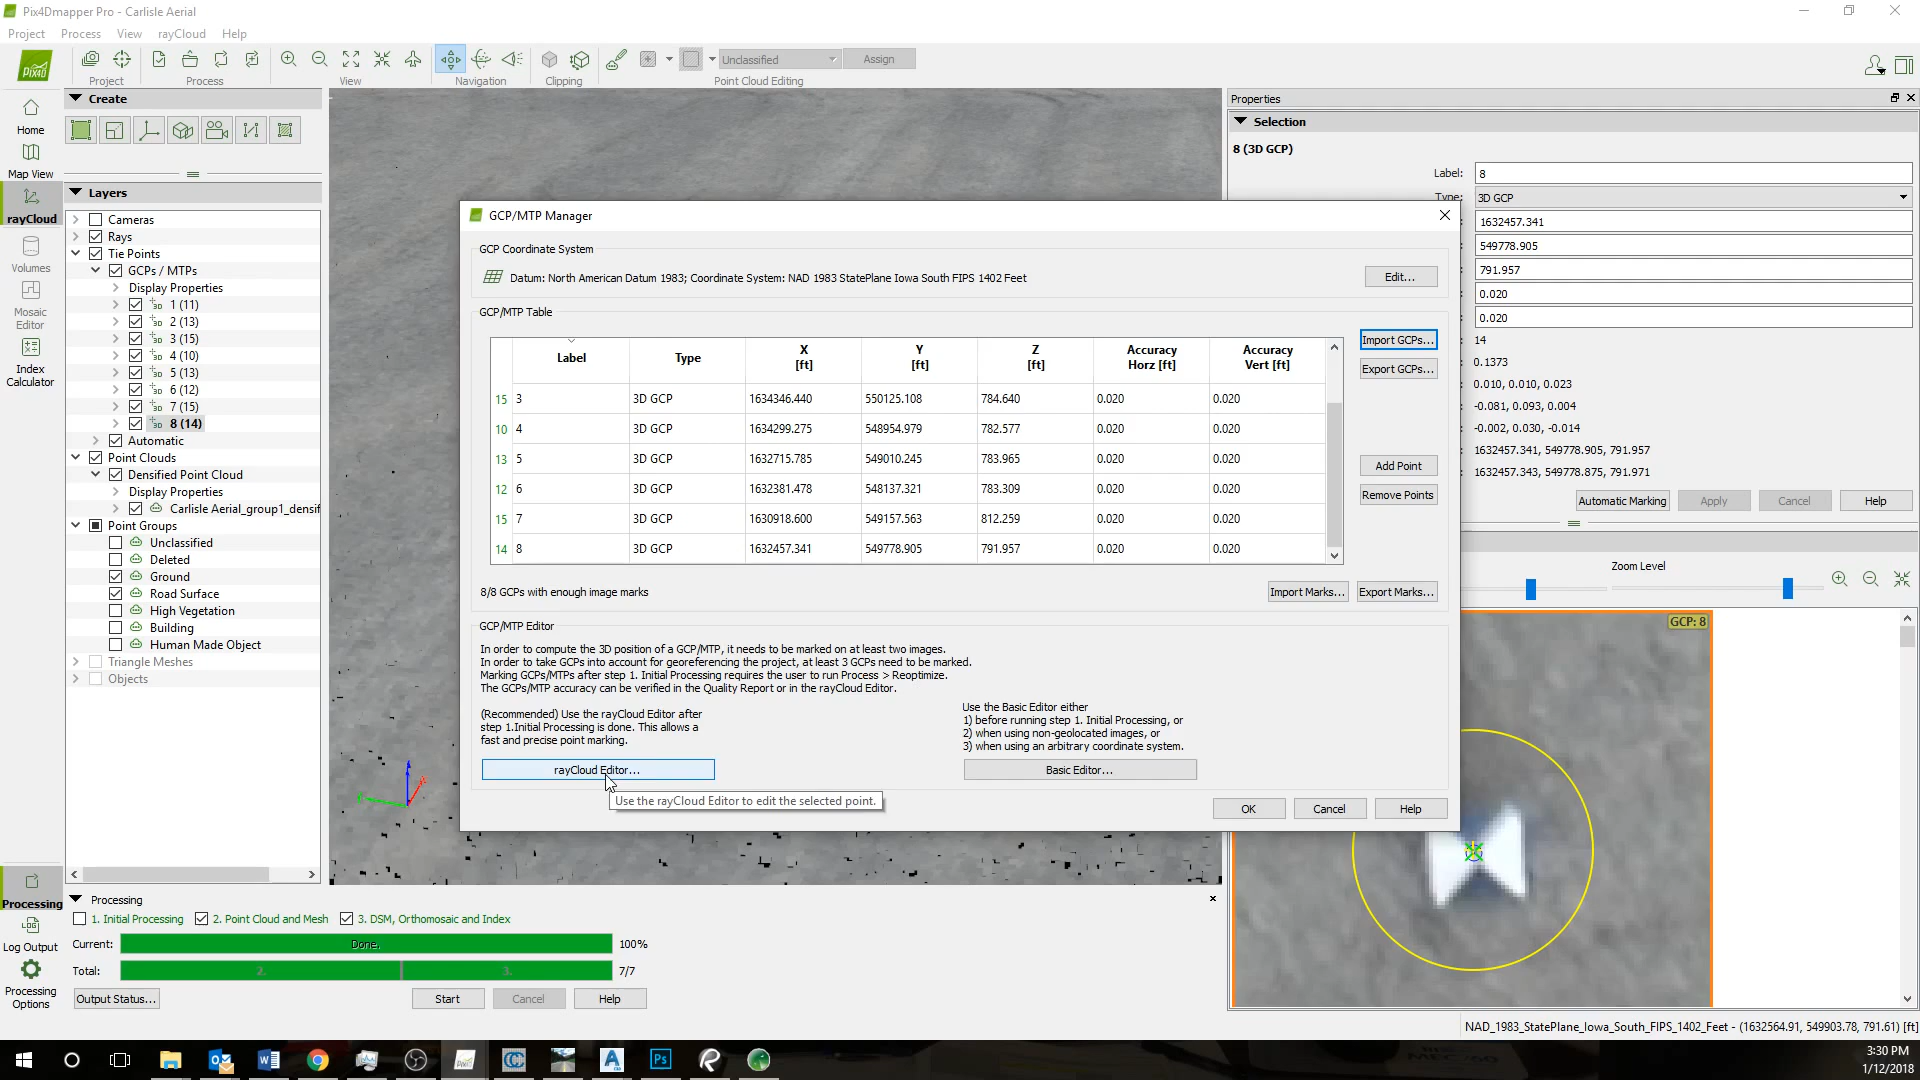 Pix4Dmapper Pro - Carlisle Aerial
Project Process View rayCloud Help
PIX4D
Project Process View Navigation Clipping Point Cloud Editing
Unclassified Assign
Home
Map View
rayCloud
Volumes
Mosaic Editor
Index Calculator
Create
Layers
Cameras
Rays
Tie Points
GCPs / MTPs
Display Properties
3D 1 (11)
3D 2 (13)
3D 3 (15)
3D 4 (10)
3D 5 (13)
3D 6 (12)
3D 7 (15)
3D 8 (14)
Automatic
Point Clouds
Densified Point Cloud
Display Properties
Carlisle Aerial_group1_densif
Point Groups
Unclassified
Deleted
Ground
Road Surface
High Vegetation
Building
Human Made Object
Triangle Meshes
Objects
GCP/MTP Manager
GCP Coordinate System
Datum: North American Datum 1983; Coordinate System: NAD 1983 StatePlane Iowa South FIPS 1402 Feet
Edit...
GCP/MTP Table
Label Type X [ft] Y [ft] Z [ft] Accuracy Horz [ft] Accuracy Vert [ft]
15 3 3D GCP 1634346.440 550125.108 784.640 0.020 0.020
10 4 3D GCP 1634299.275 548954.979 782.577 0.020 0.020
13 5 3D GCP 1632715.785 549010.245 783.965 0.020 0.020
12 6 3D GCP 1632381.478 548137.321 783.309 0.020 0.020
15 7 3D GCP 1630918.600 549157.563 812.259 0.020 0.020
14 8 3D GCP 1632457.341 549778.905 791.957 0.020 0.020
Import GCPs...
Export GCPs...
Add Point
Remove Points
8/8 GCPs with enough image marks
Import Marks... Export Marks...
GCP/MTP Editor
In order to compute the 3D position of a GCP/MTP, it needs to be marked on at least two images.
In order to take GCPs into account for georeferencing the project, at least 3 GCPs need to be marked.
Marking GCPs/MTPs after step 1. Initial Processing requires the user to run Process > Reoptimize.
The GCPs/MTP accuracy can be verified in the Quality Report or in the rayCloud Editor.
(Recommended) Use the rayCloud Editor after
step 1.Initial Processing is done. This allows a
fast and precise point marking.
rayCloud Editor...
Use the rayCloud Editor to edit the selected point.
Use the Basic Editor either
1) before running step 1. Initial Processing, or
2) when using non-geolocated images, or
3) when using an arbitrary coordinate system.
Basic Editor...
OK Cancel Help
Properties
Selection
8 (3D GCP)
Label: 8
Type: 3D GCP
1632457.341
549778.905
791.957
0.020
0.020
14
0.1373
0.010, 0.010, 0.023
-0.081, 0.093, 0.004
-0.002, 0.030, -0.014
1632457.341, 549778.905, 791.957
1632457.343, 549778.875, 791.971
Automatic Marking Apply Cancel Help
Zoom Level
GCP: 8
Processing
Log Output
Processing Options
Processing
1. Initial Processing 2. Point Cloud and Mesh 3. DSM, Orthomosaic and Index
Current: Done. 100%
Total: 2. 3. 7/7
Output Status... Start Cancel Help
NAD_1983_StatePlane_Iowa_South_FIPS_1402_Feet - (1632564.91, 549903.78, 791.61) [ft]
3:30 PM
1/12/2018